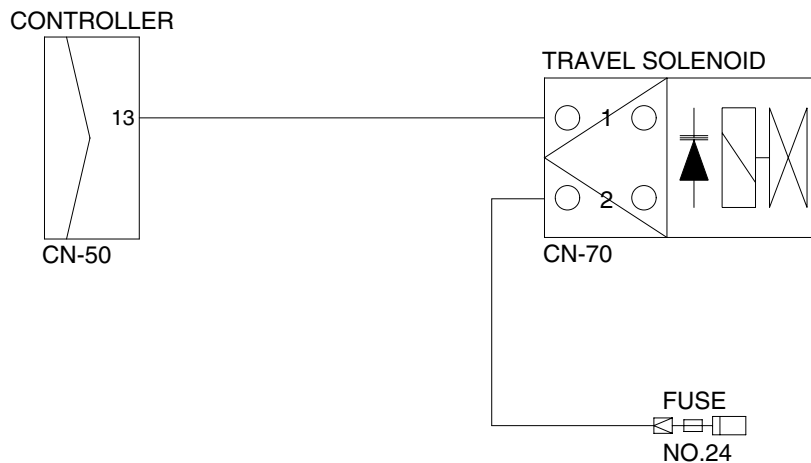 CONTROLLER
13
CN-50
TRAVEL SOLENOID
1
2
CN-70
FUSE
NO.24